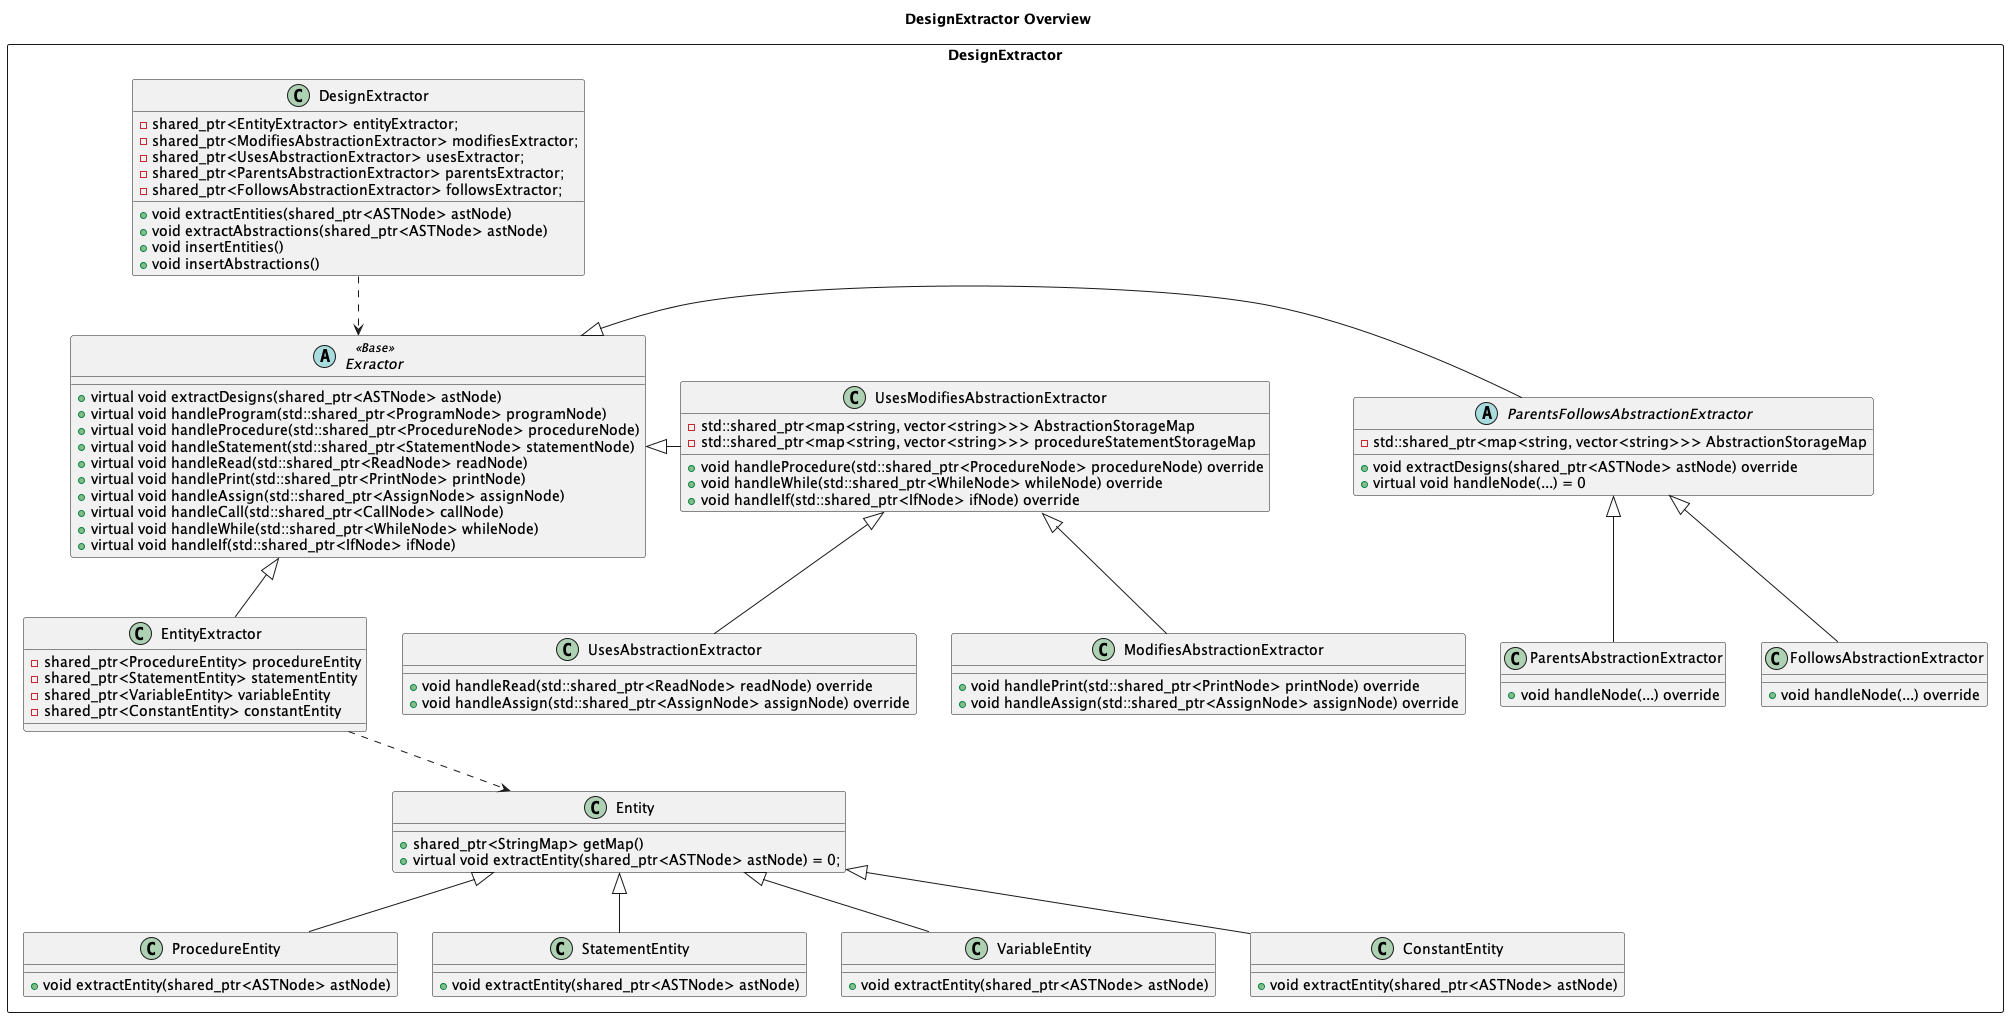 DesignExtractor Overview
DesignExtractor
C DesignExtractor
shared_ptr<EntityExtractor> entityExtractor;
shared_ptr<ModifiesAbstractionExtractor> modifiesExtractor;
shared_ptr<UsesAbstractionExtractor> usesExtractor;
shared_ptr<ParentsAbstractionExtractor> parentsExtractor;
shared_ptr<FollowsAbstractionExtractor> followsExtractor;
void extractEntities(shared_ptr<ASTNode> astNode)
void extractAbstractions(shared_ptr<ASTNode> astNode)
void insertEntities()
void insertAbstractions()
«Base»
A Exractor
virtual void extractDesigns(shared_ptr<ASTNode> astNode)
virtual void handleProgram(std::shared_ptr<ProgramNode> programNode)
virtual void handleProcedure(std::shared_ptr<ProcedureNode> procedureNode)
virtual void handleStatement(std::shared_ptr<StatementNode> statementNode)
virtual void handleRead(std::shared_ptr<ReadNode> readNode)
virtual void handlePrint(std::shared_ptr<PrintNode> printNode)
virtual void handleAssign(std::shared_ptr<AssignNode> assignNode)
virtual void handleCall(std::shared_ptr<CallNode> callNode)
virtual void handleWhile(std::shared_ptr<WhileNode> whileNode)
virtual void handleIf(std::shared_ptr<IfNode> ifNode)
C UsesModifiesAbstractionExtractor
std::shared_ptr<map<string, vector<string>>> AbstractionStorageMap
std::shared_ptr<map<string, vector<string>>> procedureStatementStorageMap
void handleProcedure(std::shared_ptr<ProcedureNode> procedureNode) override
void handleWhile(std::shared_ptr<WhileNode> whileNode) override
void handleIf(std::shared_ptr<IfNode> ifNode) override
A ParentsFollowsAbstractionExtractor
std::shared_ptr<map<string, vector<string>>> AbstractionStorageMap
void extractDesigns(shared_ptr<ASTNode> astNode) override
virtual void handleNode(...) = 0
C EntityExtractor
shared_ptr<ProcedureEntity> procedureEntity
shared_ptr<StatementEntity> statementEntity
shared_ptr<VariableEntity> variableEntity
shared_ptr<ConstantEntity> constantEntity
C UsesAbstractionExtractor
void handleRead(std::shared_ptr<ReadNode> readNode) override
void handleAssign(std::shared_ptr<AssignNode> assignNode) override
C ModifiesAbstractionExtractor
void handlePrint(std::shared_ptr<PrintNode> printNode) override
void handleAssign(std::shared_ptr<AssignNode> assignNode) override
C ParentsAbstractionExtractor
void handleNode(...) override
C FollowsAbstractionExtractor
void handleNode(...) override
C Entity
shared_ptr<StringMap> getMap()
virtual void extractEntity(shared_ptr<ASTNode> astNode) = 0;
C ProcedureEntity
void extractEntity(shared_ptr<ASTNode> astNode)
C StatementEntity
void extractEntity(shared_ptr<ASTNode> astNode)
C VariableEntity
void extractEntity(shared_ptr<ASTNode> astNode)
C ConstantEntity
void extractEntity(shared_ptr<ASTNode> astNode)